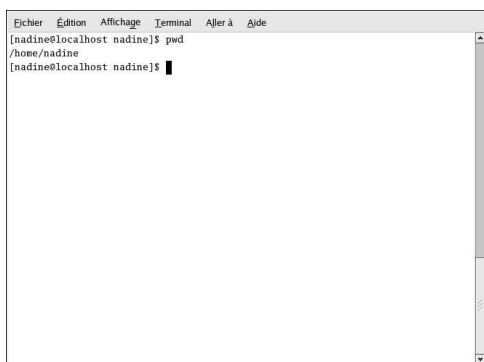 Fichier Édition Affichage Terminal Aller à Aide
[nadine@localhost nadine]$ pwd
/home/nadine
[nadine@localhost nadine]$